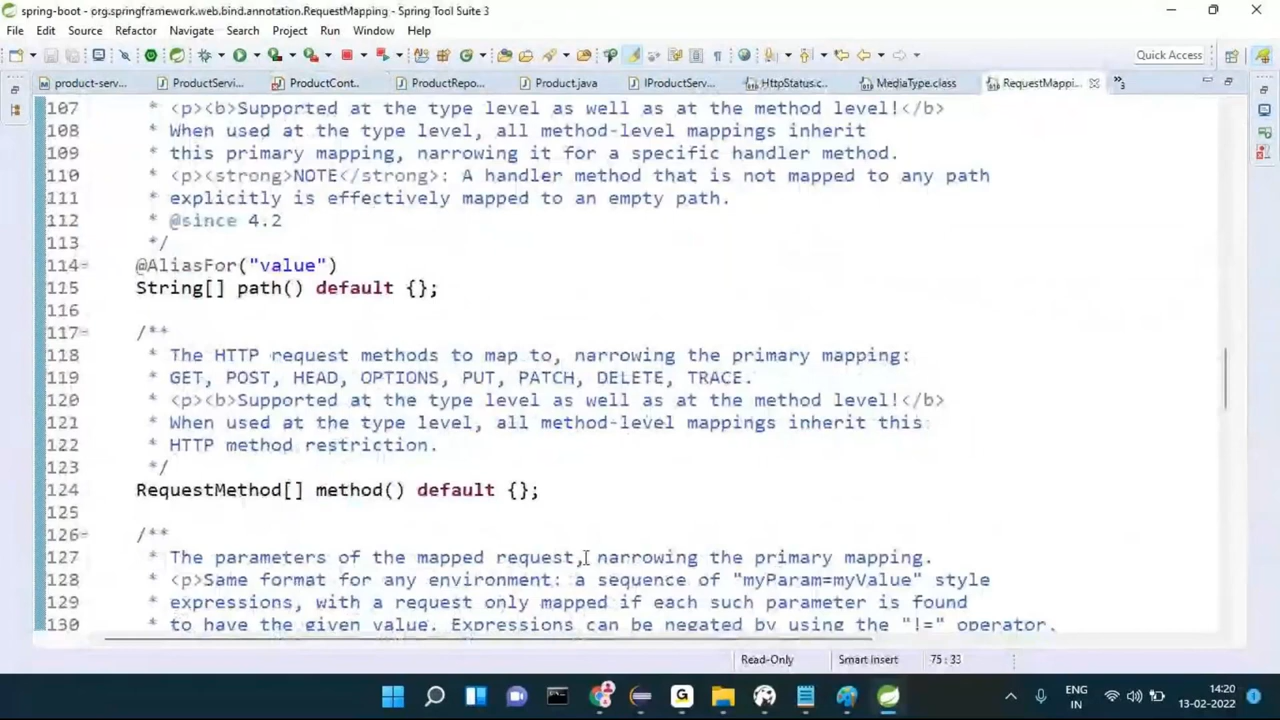 spring-boot - org.springframework.web.bind.annotation.RequestMapping - Spring Tool Suite 3
File Edit Source Refactor Navigate Search Project Run Window Help
Quick Access
product-serv... ProductServi... ProductCont... ProductRepo... Product.java IProductServ... HttpStatus.c... MediaType.class RequestMappi... »3
107 * <p><b>Supported at the type level as well as at the method level!</b>
108 * When used at the type level, all method-level mappings inherit
109 * this primary mapping, narrowing it for a specific handler method.
110 * <p><strong>NOTE</strong>: A handler method that is not mapped to any path
111 * explicitly is effectively mapped to an empty path.
112 * @since 4.2
113 */
114 @AliasFor("value")
115 String[] path() default {};
116
117 /**
118 * The HTTP request methods to map to, narrowing the primary mapping:
119 * GET, POST, HEAD, OPTIONS, PUT, PATCH, DELETE, TRACE.
120 * <p><b>Supported at the type level as well as at the method level!</b>
121 * When used at the type level, all method-level mappings inherit this
122 * HTTP method restriction.
123 */
124 RequestMethod[] method() default {};
125
126 /**
127 * The parameters of the mapped request, narrowing the primary mapping.
128 * <p>Same format for any environment: a sequence of "myParam=myValue" style
129 * expressions, with a request only mapped if each such parameter is found
130 * to have the given value. Expressions can be negated by using the "!=" operator.
Read-Only Smart Insert 75 : 33
ENG
IN
14:20
13-02-2022